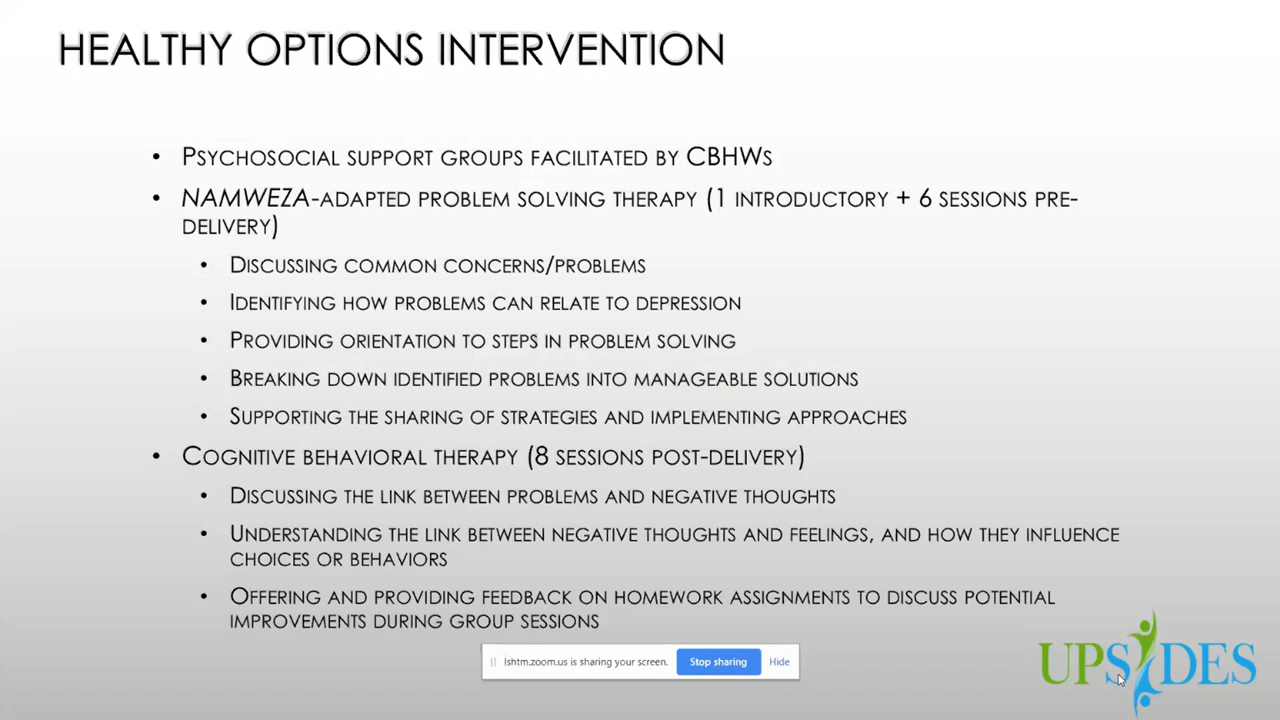 HEALTHY OPTIONS INTERVENTION
• PSYCHOSOCIAL SUPPORT GROUPS FACILITATED BY CBHWS
• NAMWEZA-ADAPTED PROBLEM SOLVING THERAPY (1 INTRODUCTORY + 6 SESSIONS PRE-
DELIVERY)
• DISCUSSING COMMON CONCERNS/PROBLEMS
• IDENTIFYING HOW PROBLEMS CAN RELATE TO DEPRESSION
• PROVIDING ORIENTATION TO STEPS IN PROBLEM SOLVING
• BREAKING DOWN IDENTIFIED PROBLEMS INTO MANAGEABLE SOLUTIONS
• SUPPORTING THE SHARING OF STRATEGIES AND IMPLEMENTING APPROACHES
• COGNITIVE BEHAVIORAL THERAPY (8 SESSIONS POST-DELIVERY)
• DISCUSSING THE LINK BETWEEN PROBLEMS AND NEGATIVE THOUGHTS
• UNDERSTANDING THE LINK BETWEEN NEGATIVE THOUGHTS AND FEELINGS, AND HOW THEY INFLUENCE
CHOICES OR BEHAVIORS
• OFFERING AND PROVIDING FEEDBACK ON HOMEWORK ASSIGNMENTS TO DISCUSS POTENTIAL
IMPROVEMENTS DURING GROUP SESSIONS
lshtm.zoom.us is sharing your screen. Stop sharing Hide
UPSIDES